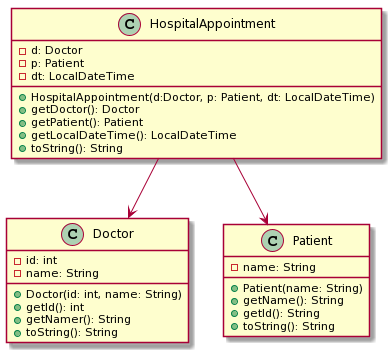 C HospitalAppointment
d: Doctor
p: Patient
dt: LocalDateTime
HospitalAppointment(d:Doctor, p: Patient, dt: LocalDateTime)
getDoctor(): Doctor
getPatient(): Patient
getLocalDateTime(): LocalDateTime
toString(): String
C Doctor
id: int
name: String
Doctor(id: int, name: String)
getId(): int
getNamer(): String
toString(): String
C Patient
name: String
Patient(name: String)
getName(): String
getId(): String
toString(): String